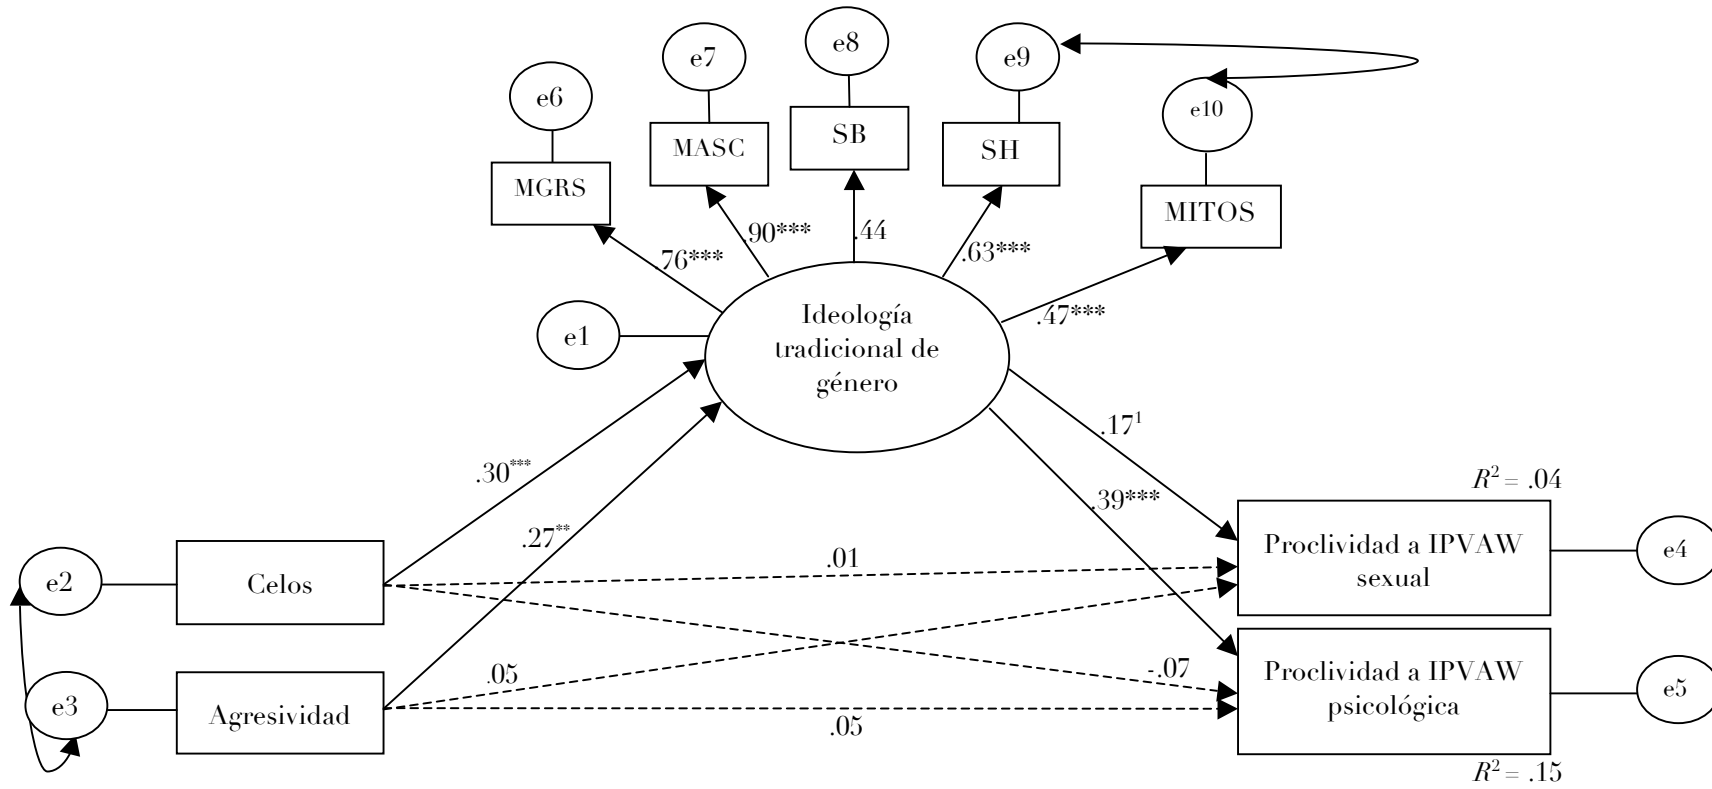 e8
e7
e9
e6
e10
SB
MASC
SH
MGRS
MITOS
.90***
.44
.63***
.76***
.47***
e1
Ideología
tradicional de
género
.17¹
.30***
.39***
R² = .04
.27**
Proclividad a IPVAW
sexual
e4
.01
e2
Celos
.05
-.07
Proclividad a IPVAW
psicológica
e5
e3
Agresividad
.05
R² = .15